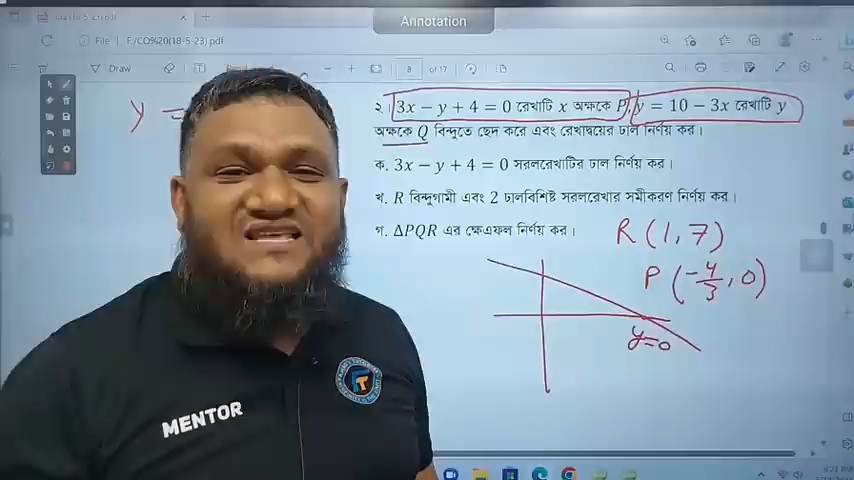 Annotation
File F:/CQ%20(18-5-23).pdf
Draw 8 of 17
y =
২। 3x − y + 4 = 0 রেখাটি x অক্ষকে P, y = 10 − 3x রেখাটি y
অক্ষকে Q বিন্দুতে ছেদ করে এবং রেখাদ্বয়ের ঢাল নির্ণয় কর।
ক. 3x − y + 4 = 0 সরলরেখাটির ঢাল নির্ণয় কর।
খ. R বিন্দুগামী এবং 2 ঢালবিশিষ্ট সরলরেখার সমীকরণ নির্ণয় কর।
গ. ΔPQR এর ক্ষেত্রফল নির্ণয় কর।
R (1, 7)
P (−4/3, 0)
y=0
MENTOR